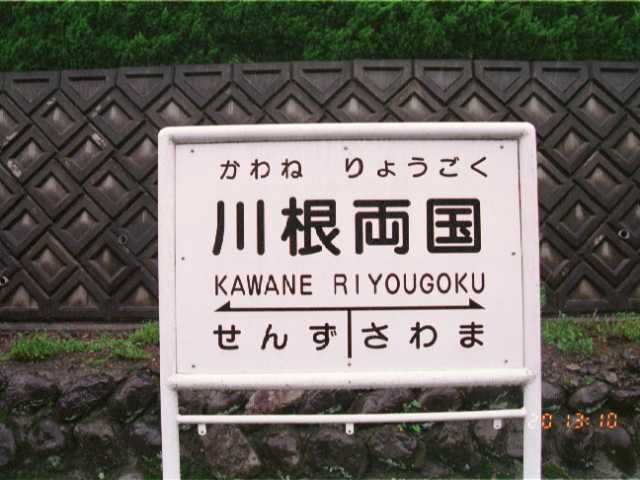 かわね りょうごく
川根両国
KAWANE RIYOUGOKU
せんず さわま
20 13:10